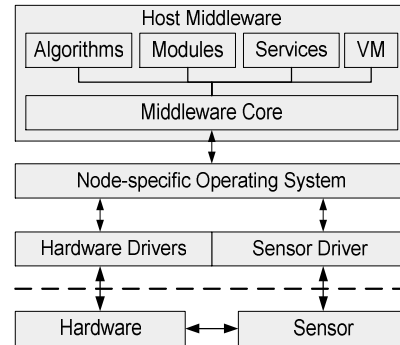 Host Middleware
Algorithms Modules Services VM
Middleware Core
Node-specific Operating System
Hardware Drivers Sensor Driver
Hardware Sensor